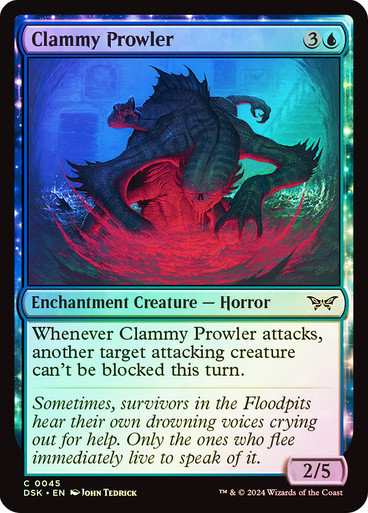 Clammy Prowler 3
Enchantment Creature — Horror
Whenever Clammy Prowler attacks,
another target attacking creature
can't be blocked this turn.
Sometimes, survivors in the Floodpits
hear their own drowning voices crying
out for help. Only the ones who flee
immediately live to speak of it.
2/5
C 0045
DSK • EN John Tedrick
™ & © 2024 Wizards of the Coast